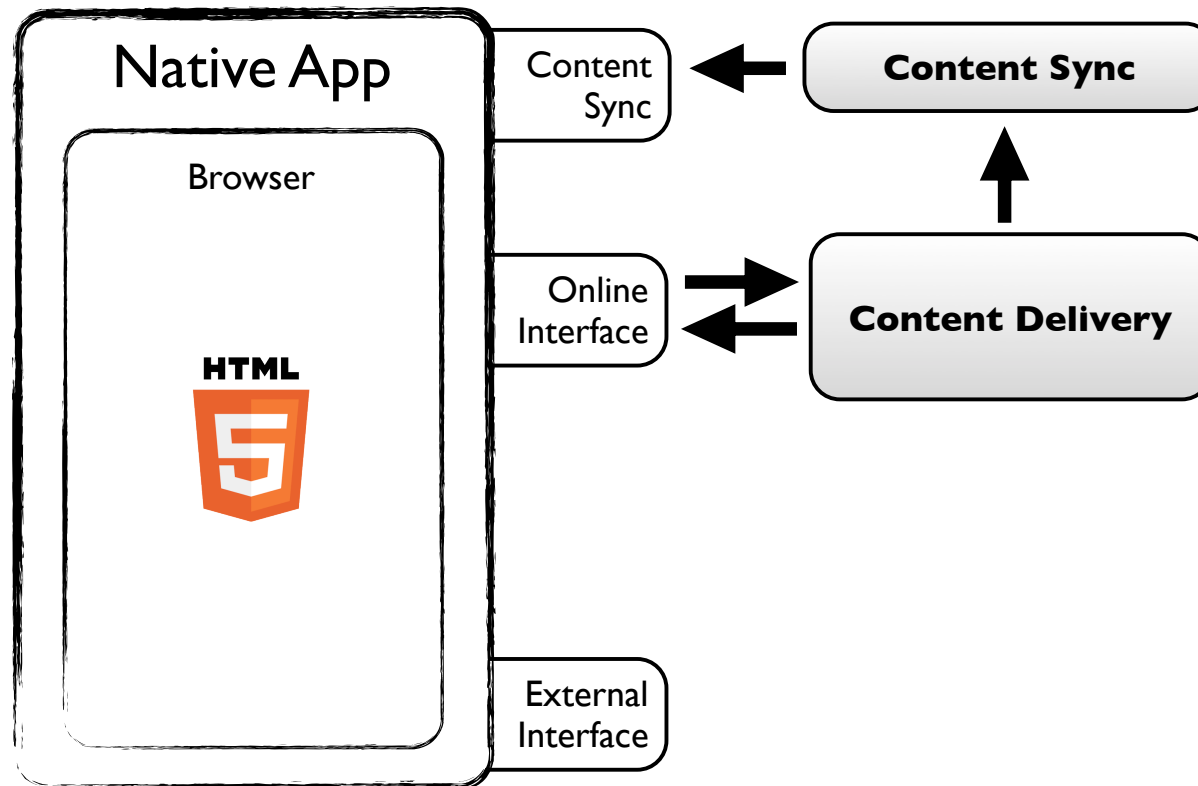 Native App
Browser
HTML
5
Content
Sync
Content Sync
Online
Interface
Content Delivery
External
Interface